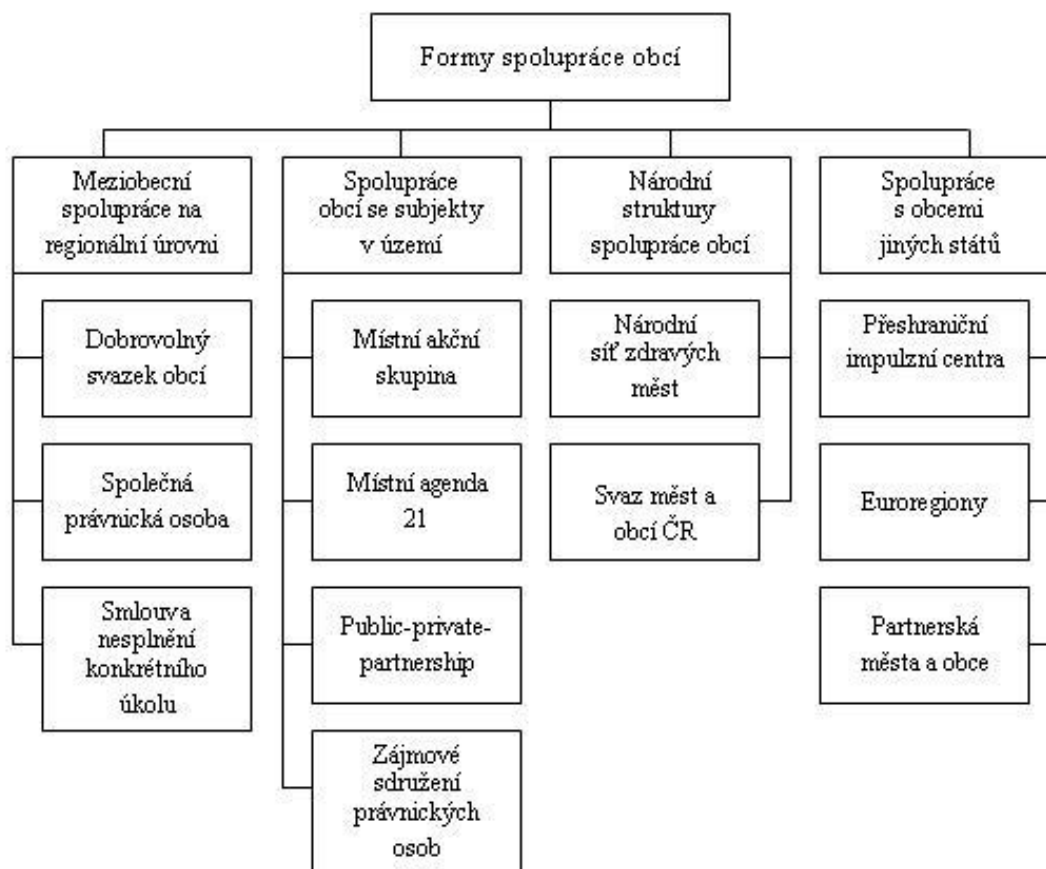 Formy spolupráce obcí
Meziobecní
spolupráce na
regionální úrovni
Dobrovolný
svazek obcí
Společná
právnická osoba
Smlouva
nesplnění
konkrétního
úkolu
Spolupráce
obcí se subjekty
v území
Místní akční
skupina
Místní agenda
21
Public-private-
partnership
Zájmové
sdružení
právnických
osob
Národní
struktury
spolupráce obcí
Národní
síť zdravých
měst
Svaz měst a
obcí ČR
Spolupráce
s obcemi
jiných států
Přeshraniční
impulzní centra
Euroregiony
Partnerská
města a obce